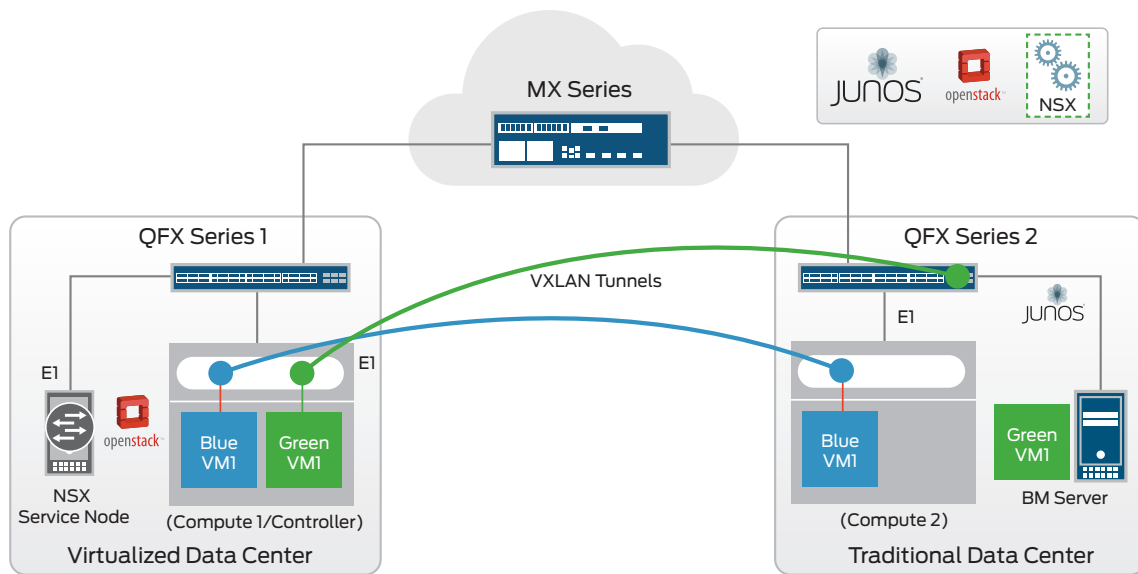 MX Series
JUNOS
openstack™
NSX
QFX Series 1
QFX Series 2
VXLAN Tunnels
E1
JUNOS
E1
E1
openstack™
Blue
VM1
Green
VM1
Blue
VM1
Green
VM1
NSX
Service Node
BM Server
(Compute 1/Controller)
(Compute 2)
Virtualized Data Center
Traditional Data Center